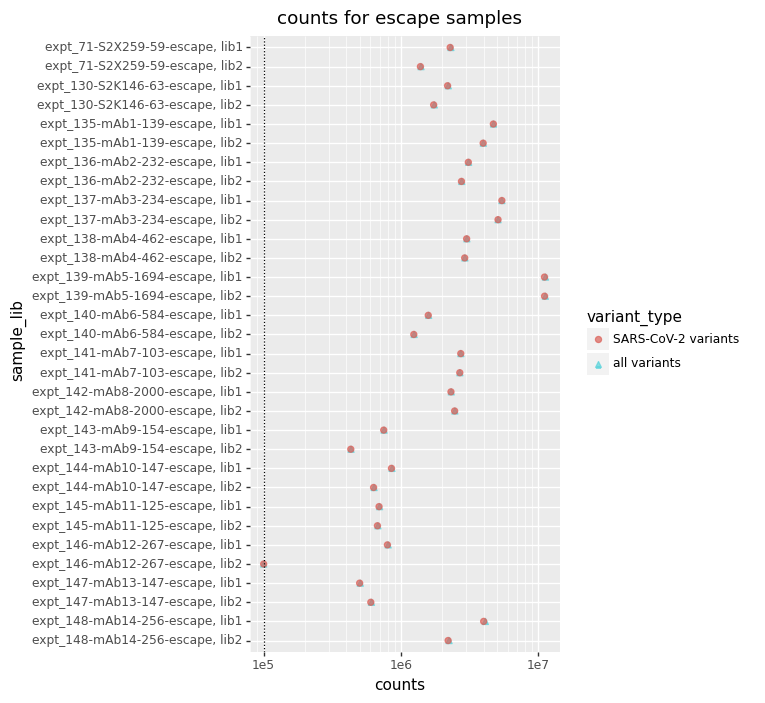 counts for escape samples
expt_71-S2X259-59-escape, lib1
expt_71-S2X259-59-escape, lib2
expt_130-S2K146-63-escape, lib1
expt_130-S2K146-63-escape, lib2
expt_135-mAb1-139-escape, lib1
expt_135-mAb1-139-escape, lib2
expt_136-mAb2-232-escape, lib1
expt_136-mAb2-232-escape, lib2
expt_137-mAb3-234-escape, lib1
expt_137-mAb3-234-escape, lib2
expt_138-mAb4-462-escape, lib1
expt_138-mAb4-462-escape, lib2
expt_139-mAb5-1694-escape, lib1
expt_139-mAb5-1694-escape, lib2
expt_140-mAb6-584-escape, lib1
expt_140-mAb6-584-escape, lib2
expt_141-mAb7-103-escape, lib1
expt_141-mAb7-103-escape, lib2
expt_142-mAb8-2000-escape, lib1
expt_142-mAb8-2000-escape, lib2
expt_143-mAb9-154-escape, lib1
expt_143-mAb9-154-escape, lib2
expt_144-mAb10-147-escape, lib1
expt_144-mAb10-147-escape, lib2
expt_145-mAb11-125-escape, lib1
expt_145-mAb11-125-escape, lib2
expt_146-mAb12-267-escape, lib1
expt_146-mAb12-267-escape, lib2
expt_147-mAb13-147-escape, lib1
expt_147-mAb13-147-escape, lib2
expt_148-mAb14-256-escape, lib1
expt_148-mAb14-256-escape, lib2
sample_lib
1e5 1e6 1e7
counts
variant_type
SARS-CoV-2 variants
all variants